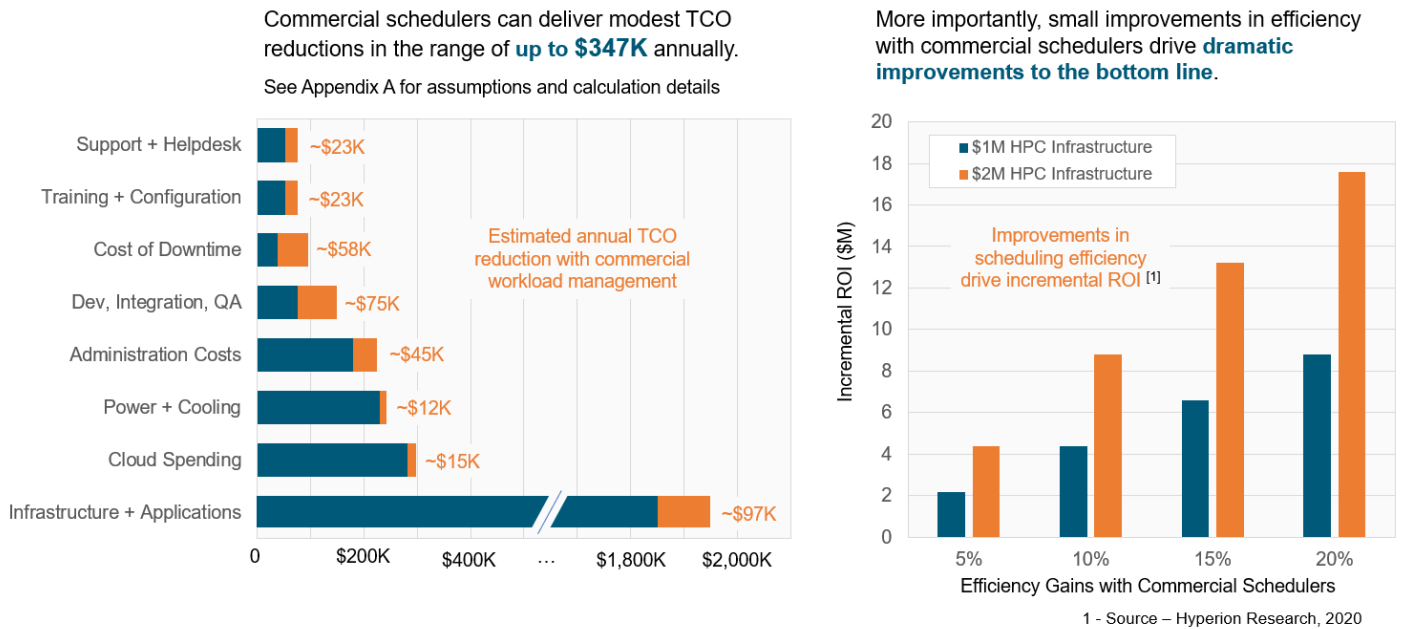 Commercial schedulers can deliver modest TCO
reductions in the range of up to $347K annually.
See Appendix A for assumptions and calculation details
Support + Helpdesk
~$23K
Training + Configuration
~$23K
Cost of Downtime
~$58K
Dev, Integration, QA
~$75K
Administration Costs
~$45K
Power + Cooling
~$12K
Cloud Spending
~$15K
Infrastructure + Applications
~$97K
Estimated annual TCO
reduction with commercial
workload management
0
$200K
$400K
...
$1,800K
$2,000K
More importantly, small improvements in efficiency
with commercial schedulers drive dramatic
improvements to the bottom line.
Incremental ROI ($M)
20
18
16
14
12
10
8
6
4
2
0
$1M HPC Infrastructure
$2M HPC Infrastructure
Improvements in
scheduling efficiency
drive incremental ROI [1]
5%
10%
15%
20%
Efficiency Gains with Commercial Schedulers
1 - Source – Hyperion Research, 2020